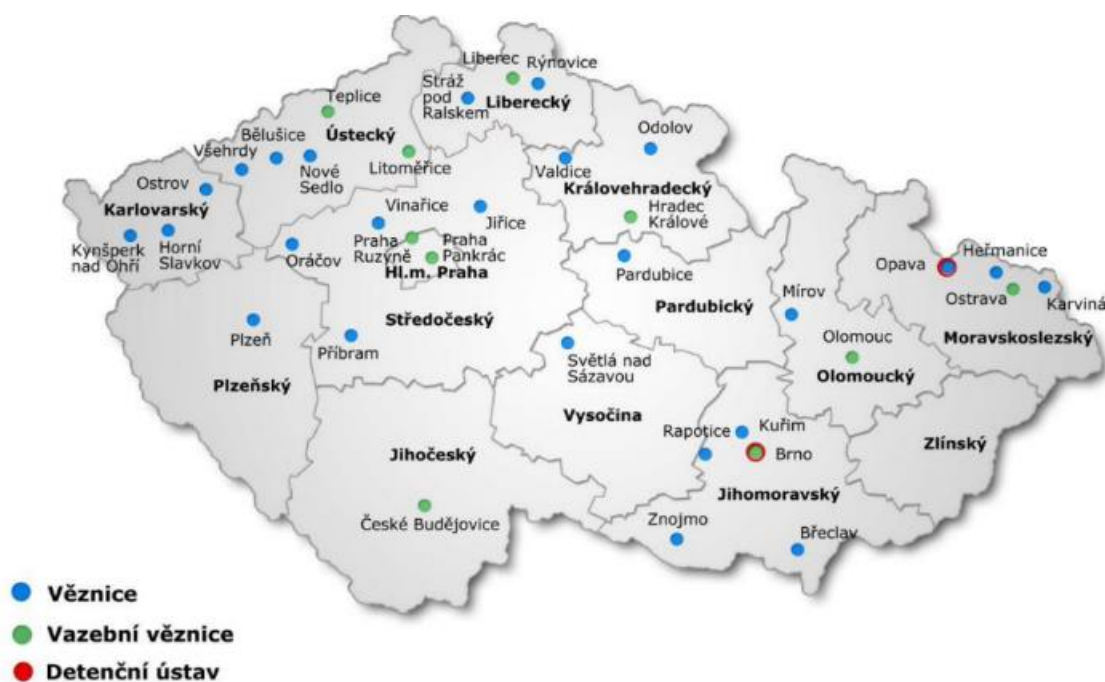 Liberec
Rýnovice
Stráž
pod
Ralskem
Liberecký
Teplice
Ústecký
Bělušice
Všehrdy
Nové
Sedlo
Litoměřice
Odolov
Valdice
Královehradecký
Hradec
Králové
Ostrov
Karlovarský
Kynšperk
nad Ohří
Horní
Slavkov
Vinařice
Jiřice
Oráčov
Praha
Ruzyně
Praha
Pankrác
Hl.m. Praha
Středočeský
Pardubice
Pardubický
Opava
Heřmanice
Ostrava
Karviná
Moravskoslezský
Mírov
Olomouc
Olomoucký
Plzeň
Plzeňský
Příbram
Světlá nad
Sázavou
Vysočina
Rapotice
Kuřim
Brno
Zlínský
Jihočeský
Jihomoravský
České Budějovice
Znojmo
Břeclav
Věznice
Vazební věznice
Detenční ústav